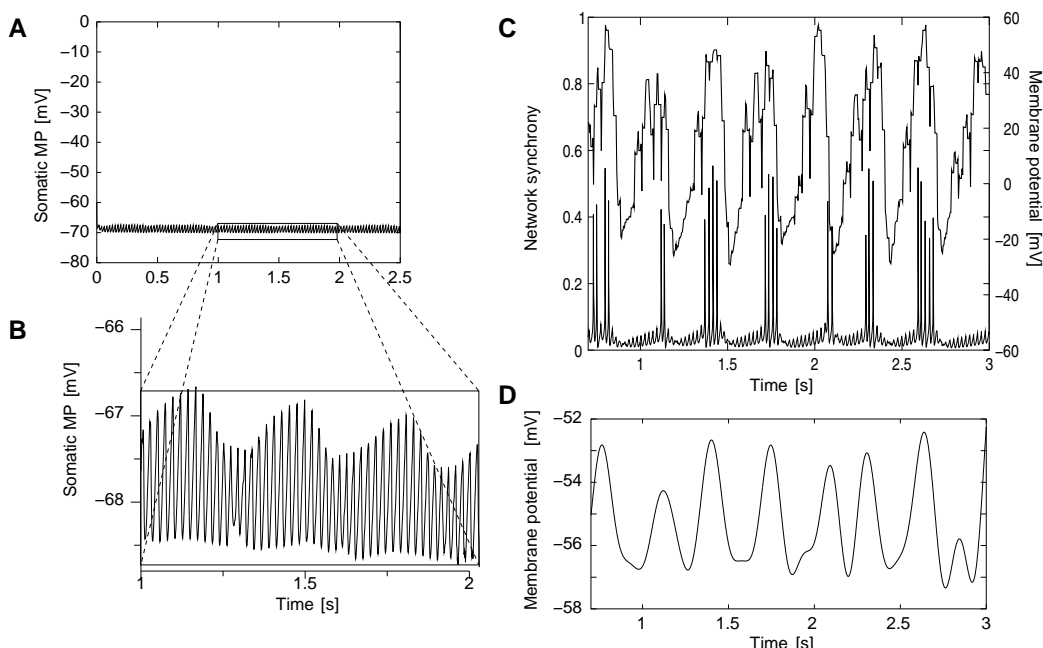 A
Somatic MP [mV]
0
−10
−20
−30
−40
−50
−60
−70
−80
0 0.5 1 1.5 2 2.5
B
Somatic MP [mV]
−66
−67
−68
1 1.5 2
Time [s]
C
Network synchrony
1
0.8
0.6
0.4
0.2
0
60
40
20
0
−20
−40
−60
Membrane potential [mV]
1 1.5 2 2.5 3
Time [s]
D
Membrane potential [mV]
−52
−54
−56
−58
1 1.5 2 2.5 3
Time [s]